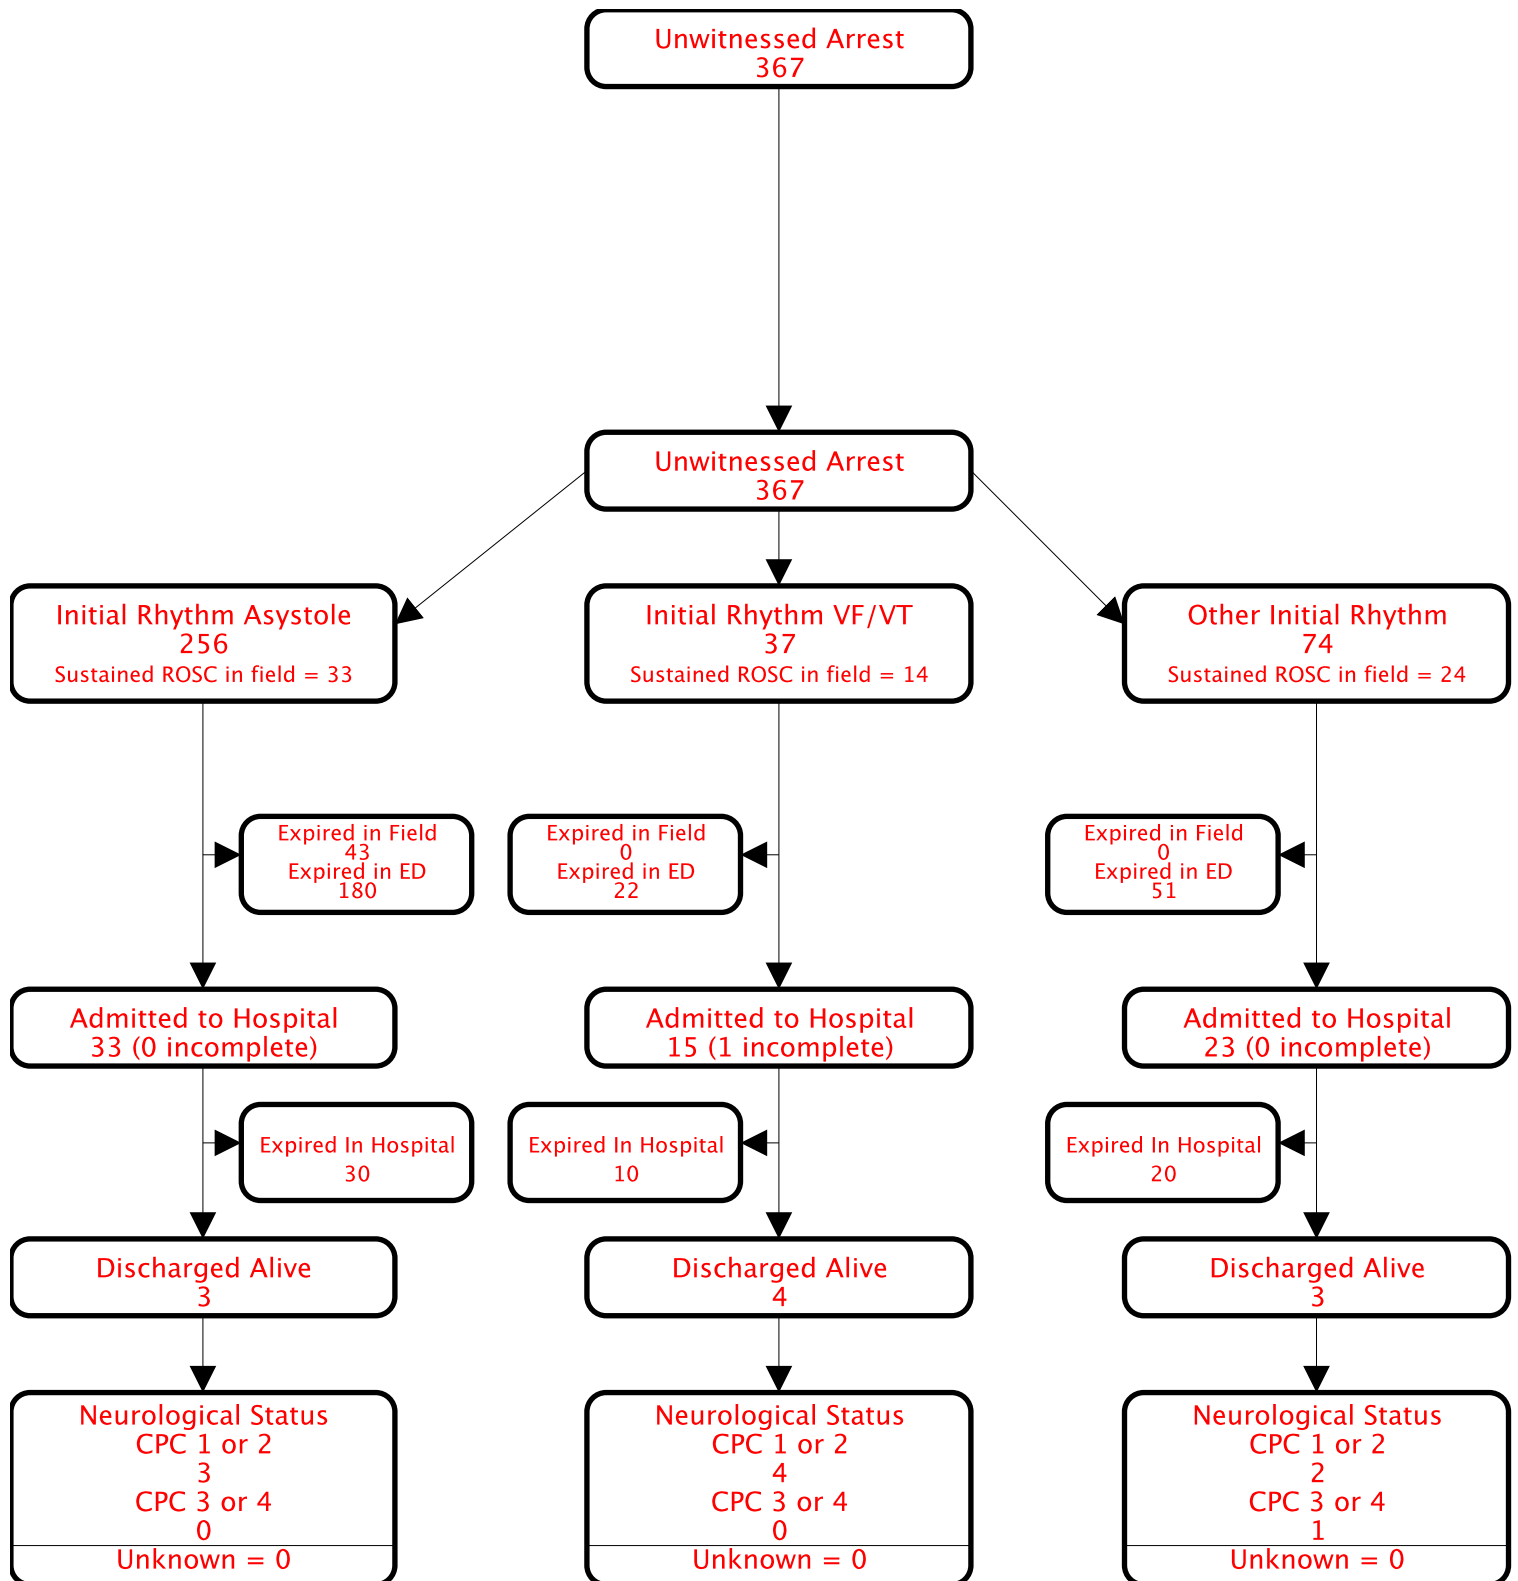 Unwitnessed Arrest
367
Unwitnessed Arrest
367
Initial Rhythm Asystole
256
Sustained ROSC in field = 33
Initial Rhythm VF/VT
37
Sustained ROSC in field = 14
Other Initial Rhythm
74
Sustained ROSC in field = 24
Expired in Field
43
Expired in ED
180
Expired in Field
0
Expired in ED
22
Expired in Field
0
Expired in ED
51
Admitted to Hospital
33 (0 incomplete)
Admitted to Hospital
15 (1 incomplete)
Admitted to Hospital
23 (0 incomplete)
Expired In Hospital
30
Expired In Hospital
10
Expired In Hospital
20
Discharged Alive
3
Discharged Alive
4
Discharged Alive
3
Neurological Status
CPC 1 or 2
3
CPC 3 or 4
0
Unknown = 0
Neurological Status
CPC 1 or 2
4
CPC 3 or 4
0
Unknown = 0
Neurological Status
CPC 1 or 2
2
CPC 3 or 4
1
Unknown = 0